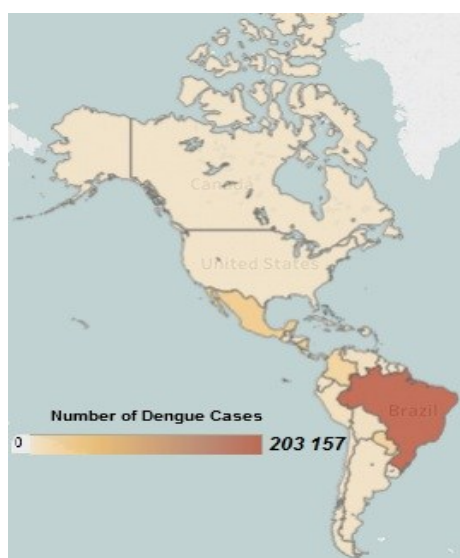 Canada
United States
Brazil
Number of Dengue Cases
0
203 157